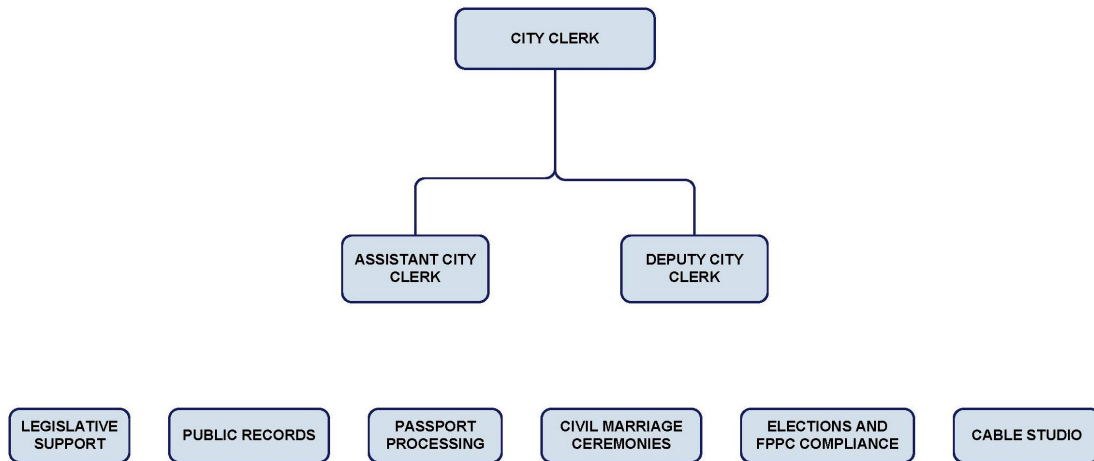 CITY CLERK
ASSISTANT CITY
CLERK
DEPUTY CITY
CLERK
LEGISLATIVE
SUPPORT
PUBLIC RECORDS
PASSPORT
PROCESSING
CIVIL MARRIAGE
CEREMONIES
ELECTIONS AND
FPPC COMPLIANCE
CABLE STUDIO